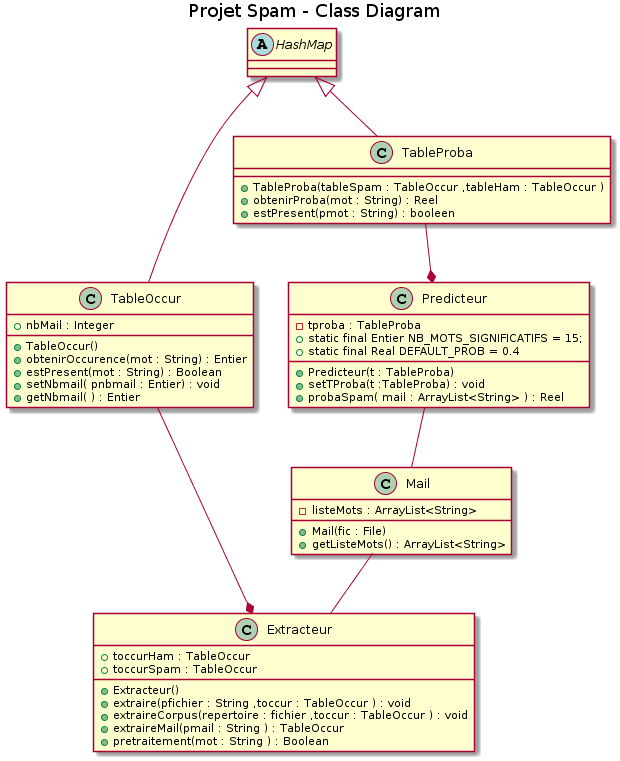 Projet Spam - Class Diagram
A HashMap
C TableProba
TableProba(tableSpam : TableOccur ,tableHam : TableOccur )
obtenirProba(mot : String) : Reel
estPresent(pmot : String) : booleen
C TableOccur
nbMail : Integer
TableOccur()
obtenirOccurence(mot : String) : Entier
estPresent(mot : String) : Boolean
setNbmail( pnbmail : Entier) : void
getNbmail( ) : Entier
C Predicteur
tproba : TableProba
static final Entier NB_MOTS_SIGNIFICATIFS = 15;
static final Real DEFAULT_PROB = 0.4
Predicteur(t : TableProba)
setTProba(t :TableProba) : void
probaSpam( mail : ArrayList<String> ) : Reel
C Mail
listeMots : ArrayList<String>
Mail(fic : File)
getListeMots() : ArrayList<String>
C Extracteur
toccurHam : TableOccur
toccurSpam : TableOccur
Extracteur()
extraire(pfichier : String ,toccur : TableOccur ) : void
extraireCorpus(repertoire : fichier ,toccur : TableOccur ) : void
extraireMail(pmail : String ) : TableOccur
pretraitement(mot : String ) : Boolean